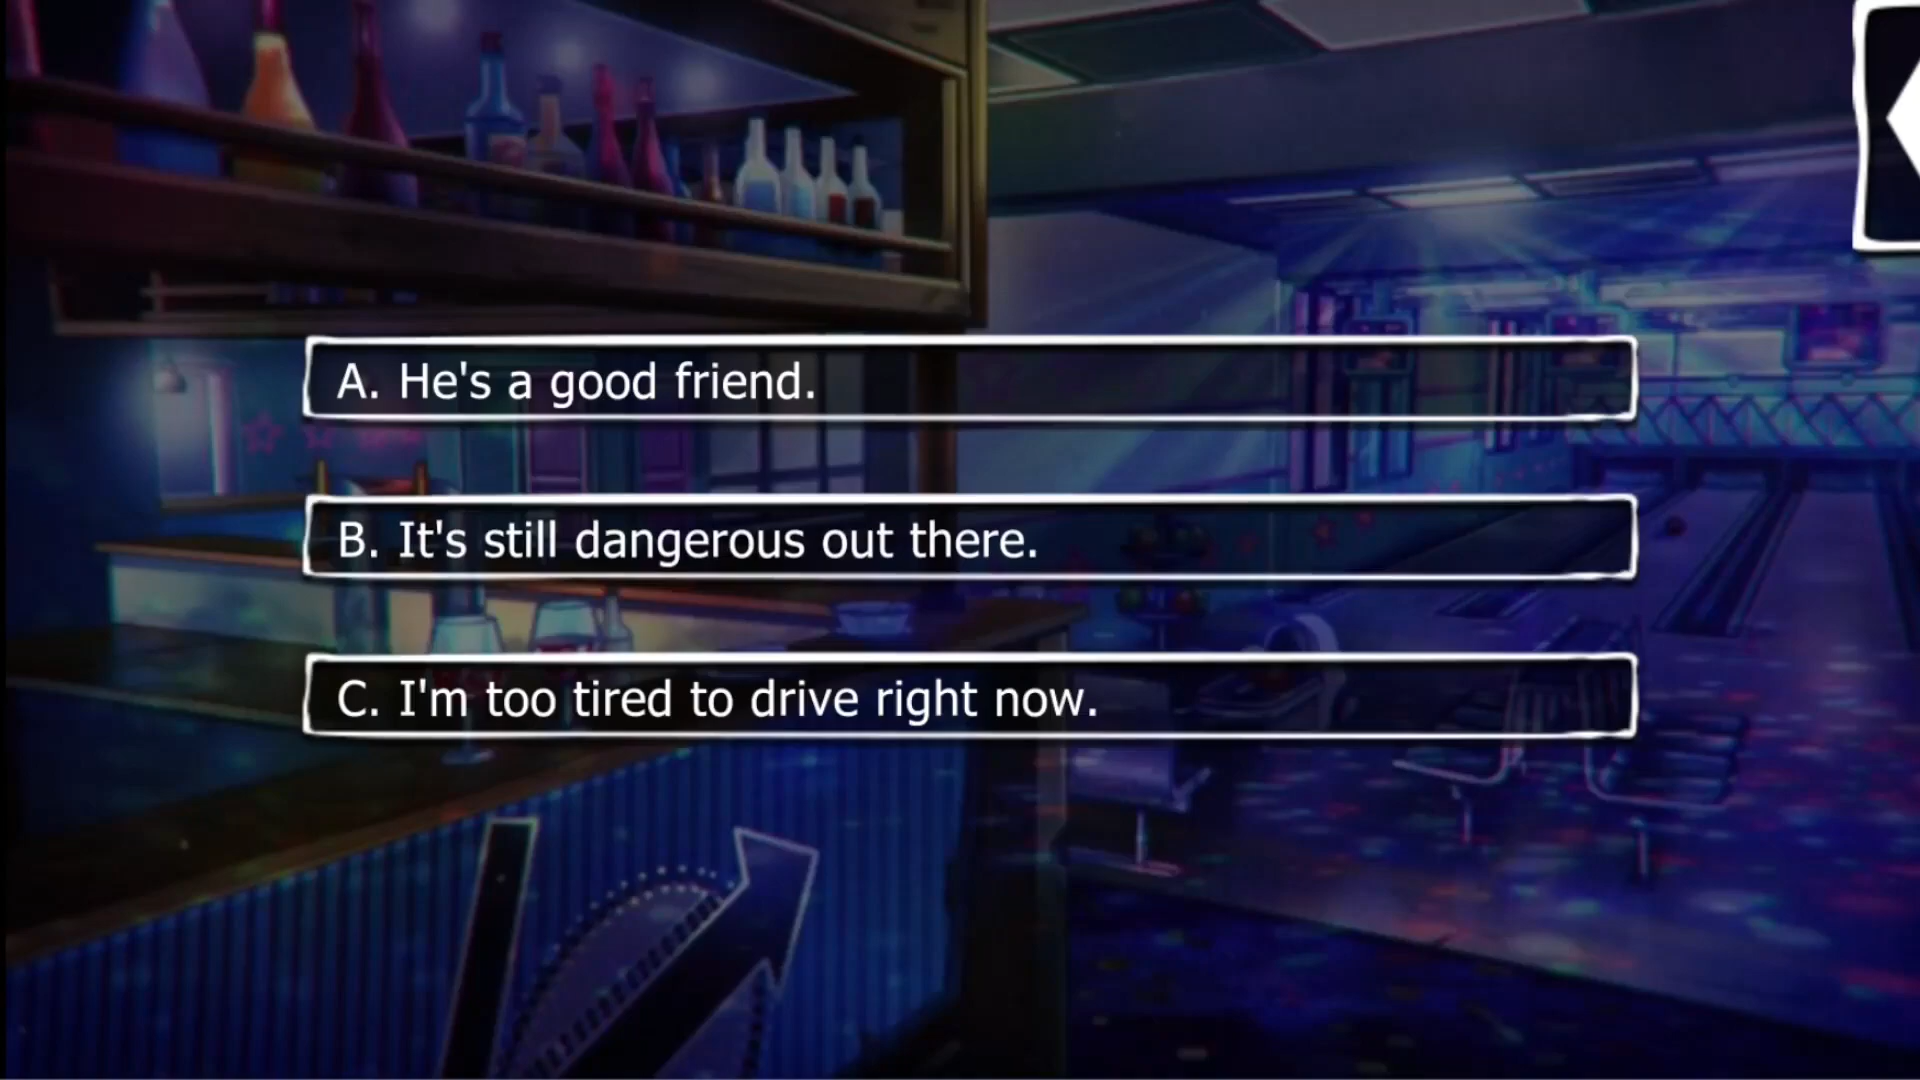 A. He's a good friend.
B. It's still dangerous out there.
C. I'm too tired to drive right now.